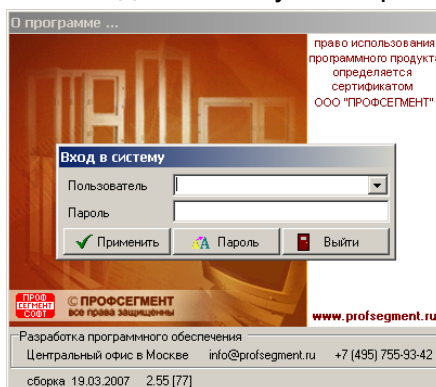 О программе ...
право использования
программного продукта
определяется
сертификатом
ООО "ПРОФСЕГМЕНТ"
Вход в систему
Пользователь
Пароль
Применить
Пароль
Выйти
ПРОФ
СЕГМЕНТ
СОФТ
© ПРОФСЕГМЕНТ
все права защищенны
www.profsegment.ru
Разработка программного обеспечения
Центральный офис в Москве info@profsegment.ru +7 (495) 755-93-42
сборка 19.03.2007 2.55 [77]